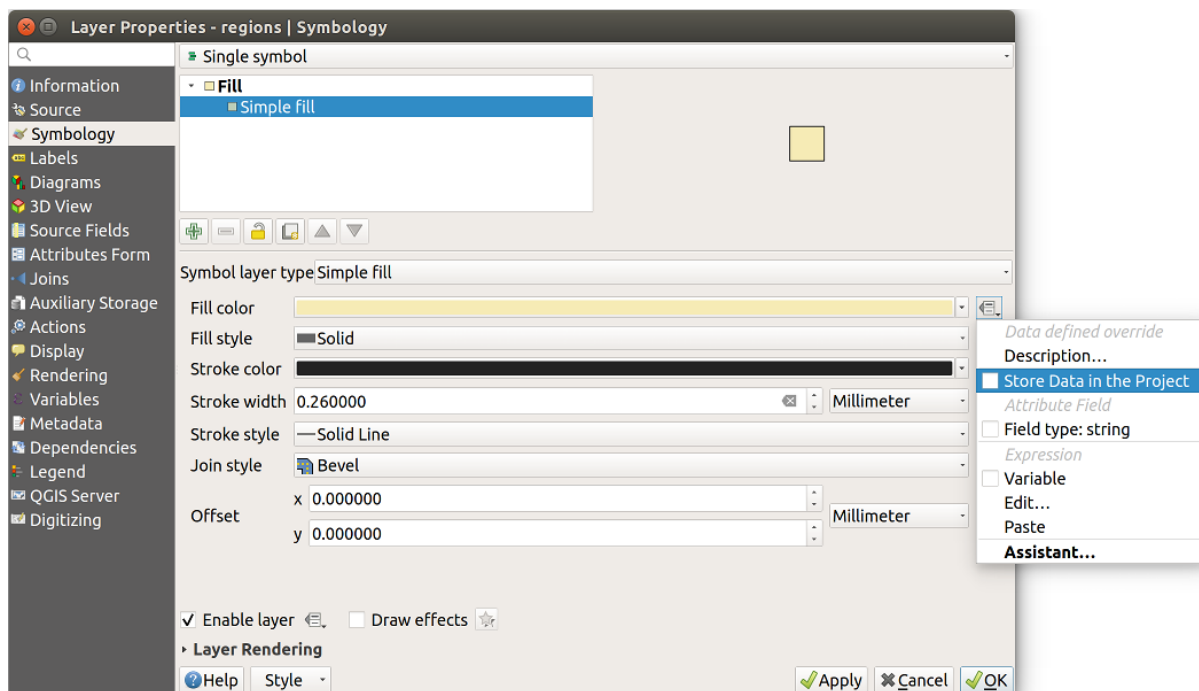 Layer Properties - regions | Symbology
Single symbol
Information
Source
Symbology
Labels
Diagrams
3D View
Source Fields
Attributes Form
Joins
Auxiliary Storage
Actions
Display
Rendering
Variables
Metadata
Dependencies
Legend
QGIS Server
Digitizing
Fill
Simple fill
Symbol layer type Simple fill
Fill color
Fill style Solid
Stroke color
Stroke width 0.260000 Millimeter
Stroke style Solid Line
Join style Bevel
Offset
x 0.000000
y 0.000000
Millimeter
Data defined override
Description...
Store Data in the Project
Attribute Field
Field type: string
Expression
Variable
Edit...
Paste
Assistant...
Enable layer Draw effects
Layer Rendering
Help Style Apply Cancel OK